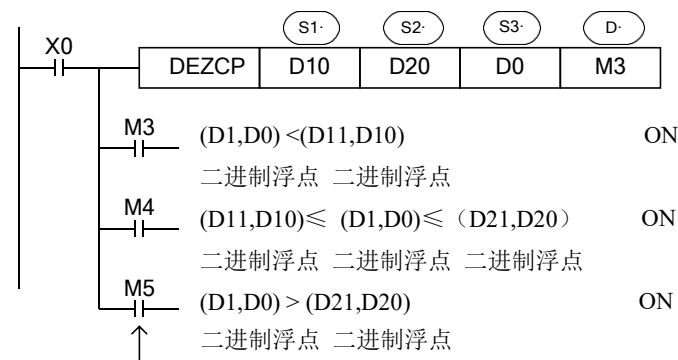 S1· S2· S3· D·
X0
DEZCP D10 D20 D0 M3
M3 (D1,D0) <(D11,D10) ON
二进制浮点 二进制浮点
M4 (D11,D10)≤ (D1,D0)≤（D21,D20） ON
二进制浮点 二进制浮点 二进制浮点
M5 (D1,D0) > (D21,D20) ON
二进制浮点 二进制浮点